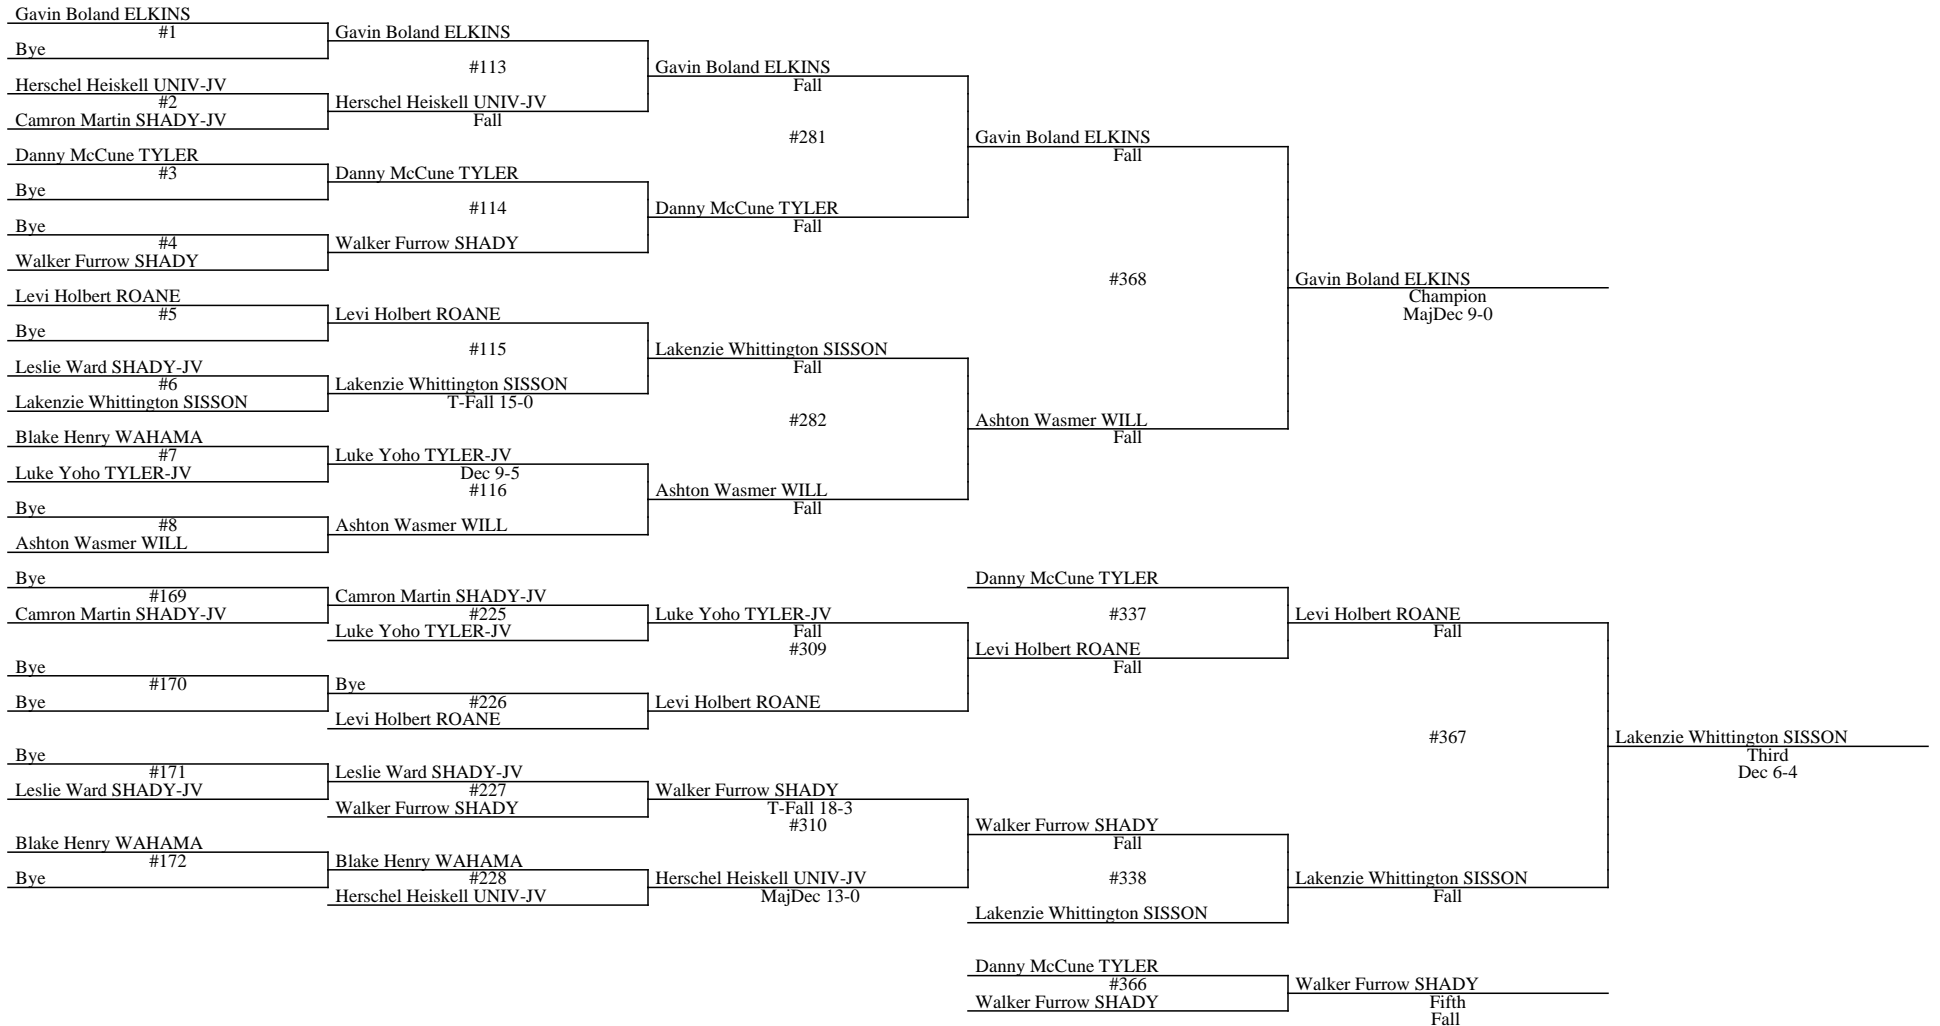 Gavin Boland ELKINS
#1
Bye
Gavin Boland ELKINS
#113
Herschel Heiskell UNIV-JV
#2
Camron Martin SHADY-JV
Herschel Heiskell UNIV-JV
Fall
Gavin Boland ELKINS
Fall
#281
Danny McCune TYLER
#3
Bye
Danny McCune TYLER
#114
Bye
#4
Walker Furrow SHADY
Walker Furrow SHADY
Danny McCune TYLER
Fall
Gavin Boland ELKINS
Fall
#368
Levi Holbert ROANE
#5
Bye
Levi Holbert ROANE
#115
Leslie Ward SHADY-JV
#6
Lakenzie Whittington SISSON
Lakenzie Whittington SISSON
T-Fall 15-0
Lakenzie Whittington SISSON
Fall
#282
Blake Henry WAHAMA
#7
Luke Yoho TYLER-JV
Luke Yoho TYLER-JV
Dec 9-5
#116
Bye
#8
Ashton Wasmer WILL
Ashton Wasmer WILL
Ashton Wasmer WILL
Fall
Ashton Wasmer WILL
Fall
Gavin Boland ELKINS
Champion
MajDec 9-0
Bye
#169
Camron Martin SHADY-JV
Camron Martin SHADY-JV
#225
Luke Yoho TYLER-JV
Luke Yoho TYLER-JV
Fall
#309
Bye
#170
Bye
Bye
#226
Levi Holbert ROANE
Levi Holbert ROANE
Danny McCune TYLER
#337
Levi Holbert ROANE
Fall
Levi Holbert ROANE
Fall
#367
Bye
#171
Leslie Ward SHADY-JV
Leslie Ward SHADY-JV
#227
Walker Furrow SHADY
Walker Furrow SHADY
T-Fall 18-3
#310
Blake Henry WAHAMA
#172
Bye
Blake Henry WAHAMA
#228
Herschel Heiskell UNIV-JV
Herschel Heiskell UNIV-JV
MajDec 13-0
Walker Furrow SHADY
Fall
#338
Lakenzie Whittington SISSON
Lakenzie Whittington SISSON
Fall
Lakenzie Whittington SISSON
Third
Dec 6-4
Danny McCune TYLER
#366
Walker Furrow SHADY
Walker Furrow SHADY
Fifth
Fall